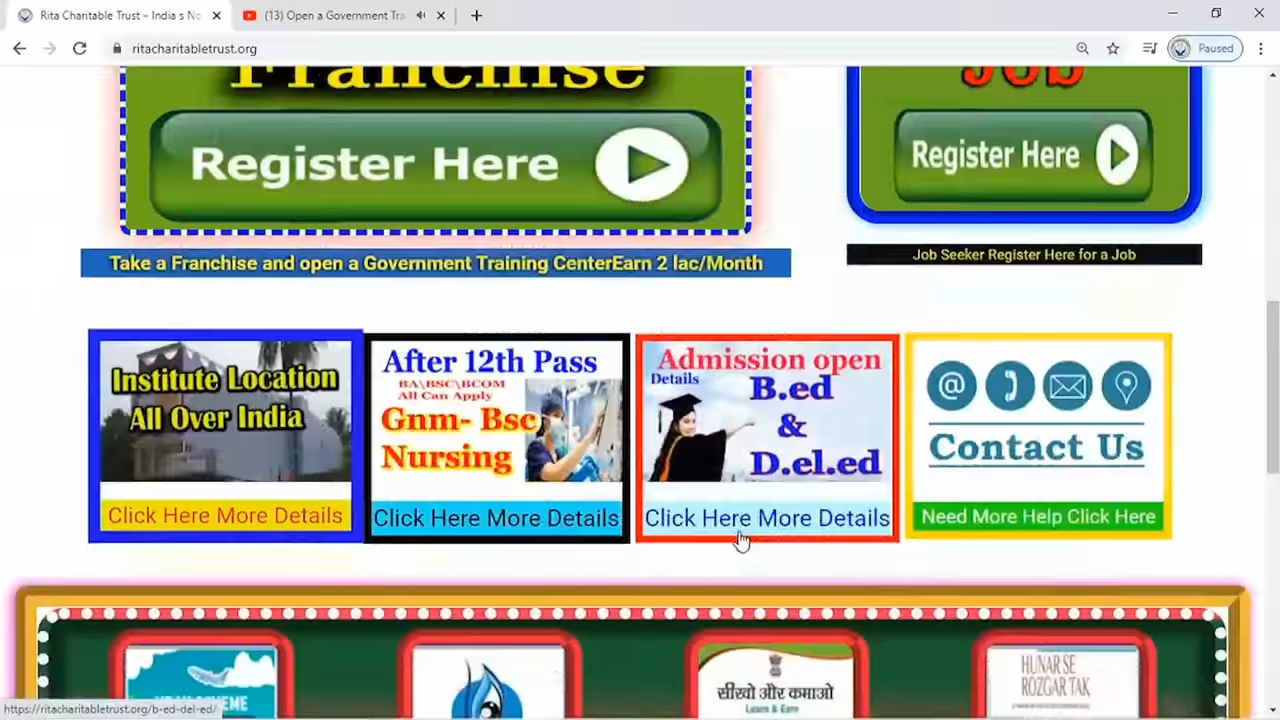 Rita Charitable Trust – India s No
(13) Open a Government Tra
ritacharitabletrust.org
Paused
Franchise
Job
Register Here
Register Here
Take a Franchise and open a Government Training CenterEarn 2 lac/Month
Job Seeker Register Here for a Job
Institute Location
All Over India
Click Here More Details
After 12th Pass
BA\BSC\BCOM
All Can Apply
Gnm- Bsc
Nursing
Click Here More Details
Admission open
Details
B.ed
&
D.el.ed
Click Here More Details
@
Contact Us
Need More Help Click Here
सीखो और कमाओ
Learn & Earn
HUNAR SE
ROZGAR TAK
https://ritacharitabletrust.org/b-ed-del-ed/